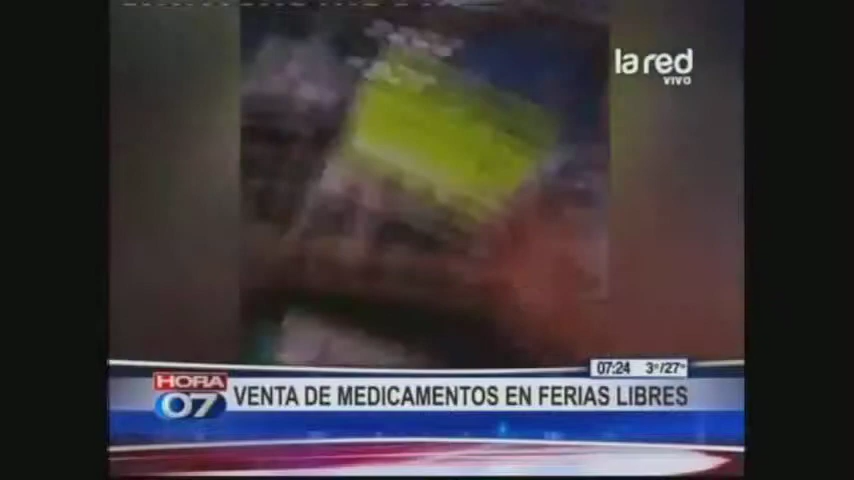 la red
VIVO
07:24 3°/27°
HORA
07
VENTA DE MEDICAMENTOS EN FERIAS LIBRES